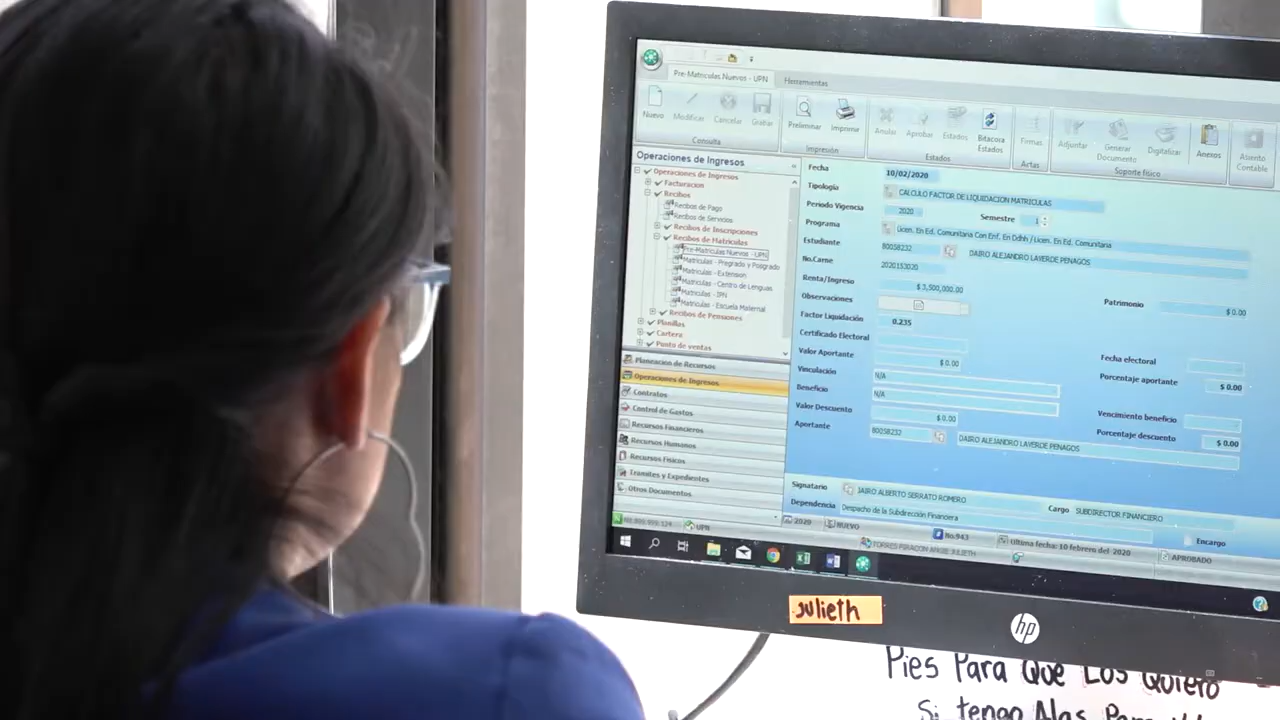 Pre-Matriculas Nuevos - UPN
Herramientas
Nuevo
Modificar
Cancelar
Grabar
Consulta
Preliminar
Imprimir
Impresión
Anular
Aprobar
Estados
Bitacora Estados
Estados
Firmas
Actas
Adjuntar
Generar Documento
Digitalizar
Anexos
Soporte físico
Asiento Contable
Operaciones de Ingresos
Operaciones de Ingresos
Facturacion
Recibos
Recibos de Pago
Recibos de Servicios
Recibos de Inscripciones
Recibos de Matriculas
Pre-Matriculas Nuevos - UPN
Matriculas - Pregrado y Posgrado
Matriculas - Extension
Matriculas - Centro de Lenguas
Matriculas - IPN
Matriculas - Escuela Maternal
Recibos de Pensiones
Planillas
Cartera
Punto de ventas
Planeación de Recursos
Operaciones de Ingresos
Contratos
Control de Gastos
Recursos Financieros
Recursos Humanos
Recursos Físicos
Trámites y Expedientes
Otros Documentos
Fecha 10/02/2020
Tipología CALCULO FACTOR DE LIQUIDACION MATRICULAS
Periodo Vigencia 2020 Semestre 1
Programa Licen. En Ed. Comunitaria Con Enf. En Ddhh / Licen. En Ed. Comunitaria
Estudiante 80058232 DAIRO ALEJANDRO LAVERDE PENAGOS
No.Carne 2020153020
Renta/Ingreso $ 3,500,000.00 Patrimonio $ 0.00
Observaciones
Factor Liquidación 0.235
Certificado Electoral Fecha electoral
Valor Aportante $ 0.00 Porcentaje aportante $ 0.00
Vinculación N/A
Beneficio N/A Vencimiento beneficio
Valor Descuento $ 0.00 Porcentaje descuento $ 0.00
Aportante 80058232 DAIRO ALEJANDRO LAVERDE PENAGOS
Signatario JAIRO ALBERTO SERRATO ROMERO Cargo SUBDIRECTOR FINANCIERO
Dependencia Despacho de la Subdirección Financiera Encargo
UPN 2020 NUEVO No.943 Ultima fecha: 10 febrero del 2020 APROBADO
julieth
hp
Pies Para Que Los Quiero
Si tengo Alas Para